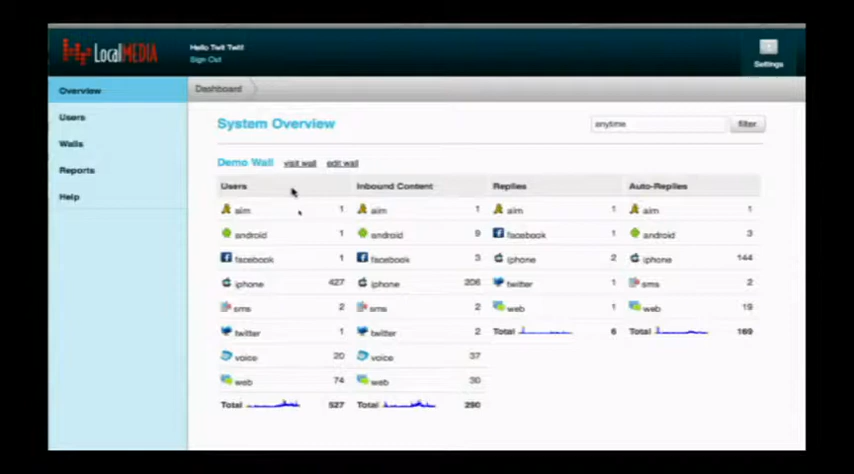 LocalMEDIA
Hello Twit Twit!
Sign Out
Settings
Overview
Users
Walls
Reports
Help
Dashboard
System Overview
anytime
filter
Demo Wall visit wall edit wall
Users Inbound Content Replies Auto-Replies
aim 1 aim 1 aim 1 aim 1
android 1 android 9 facebook 1 android 3
facebook 1 facebook 3 iphone 2 iphone 144
iphone 427 iphone 206 twitter 1 sms 2
sms 2 sms 2 web 1 web 19
twitter 1 twitter 2 Total 6 Total 169
voice 20 voice 37
web 74 web 30
Total 527 Total 290